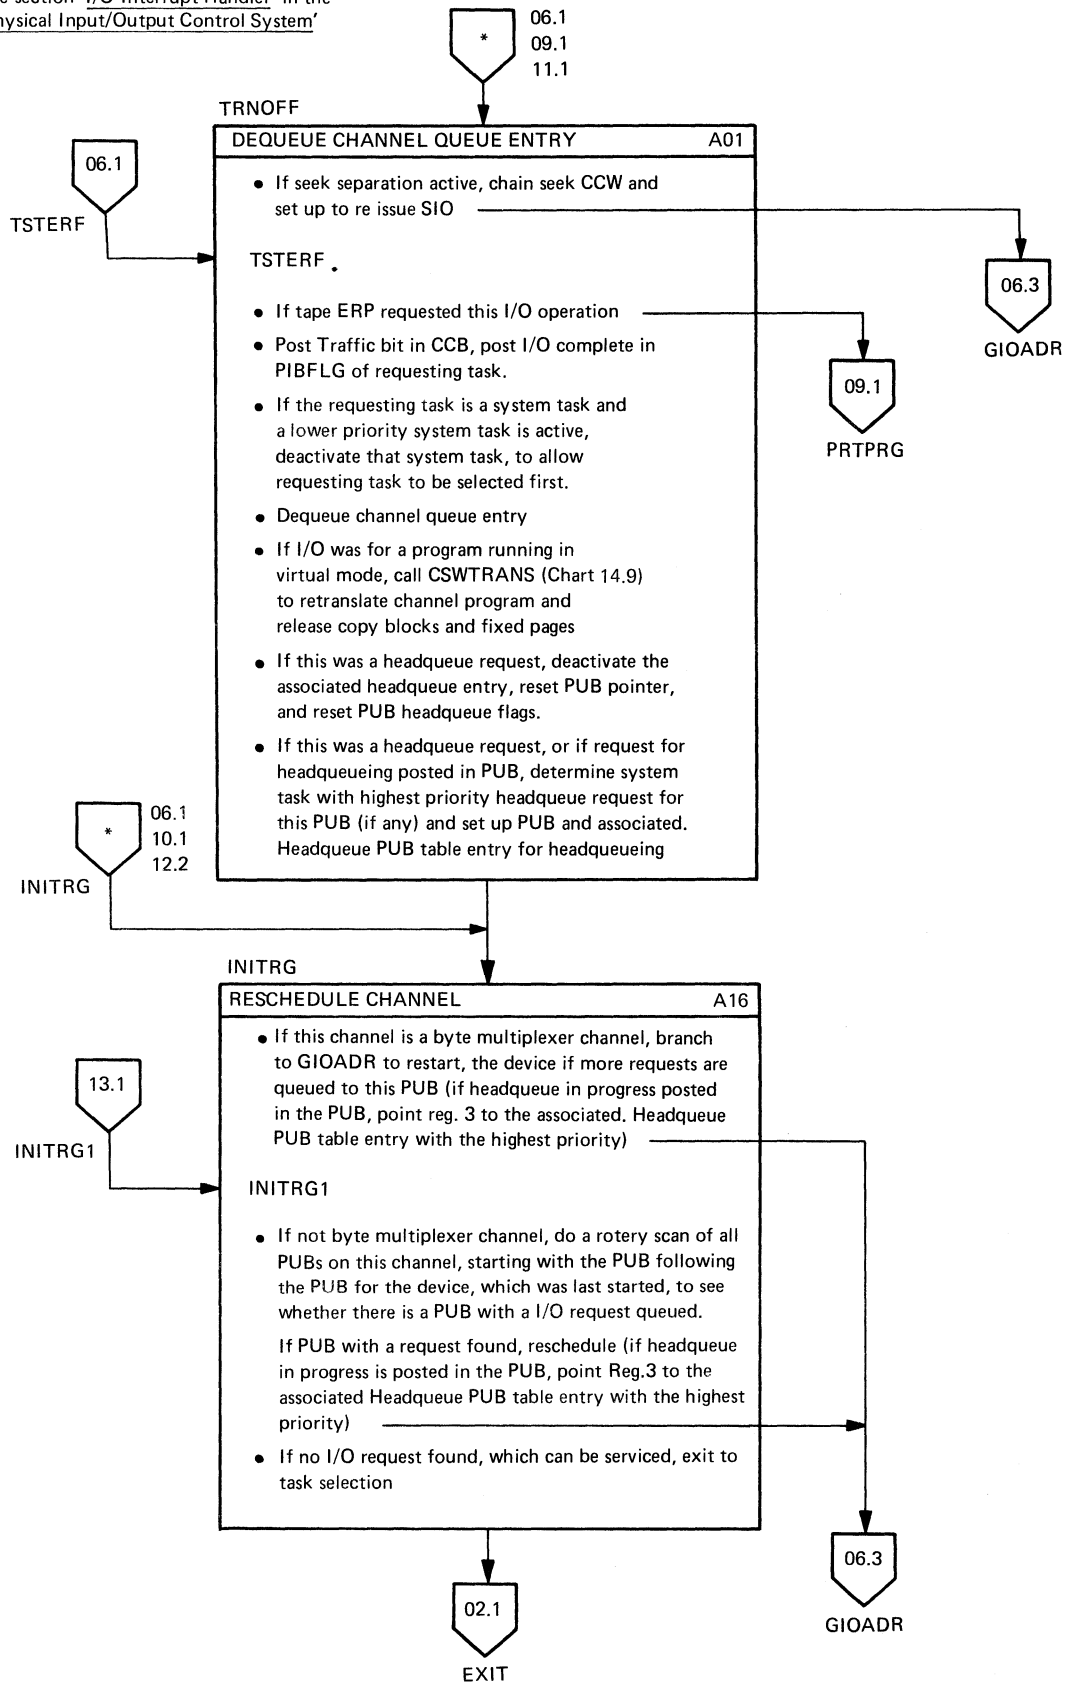 e section 'I/O Interrupt Handler' in the
hysical Input/Output Control System'
*
06.1
09.1
11.1
TRNOFF
DEQUEUE CHANNEL QUEUE ENTRY A01
06.1
TSTERF
• If seek separation active, chain seek CCW and
set up to re issue SIO
06.3
GIOADR
TSTERF .
• If tape ERP requested this I/O operation
09.1
PRTPRG
• Post Traffic bit in CCB, post I/O complete in
PIBFLG of requesting task.
• If the requesting task is a system task and
a lower priority system task is active,
deactivate that system task, to allow
requesting task to be selected first.
• Dequeue channel queue entry
• If I/O was for a program running in
virtual mode, call CSWTRANS (Chart 14.9)
to retranslate channel program and
release copy blocks and fixed pages
• If this was a headqueue request, deactivate the
associated headqueue entry, reset PUB pointer,
and reset PUB headqueue flags.
• If this was a headqueue request, or if request for
headqueueing posted in PUB, determine system
task with highest priority headqueue request for
this PUB (if any) and set up PUB and associated.
Headqueue PUB table entry for headqueueing
*
06.1
10.1
12.2
INITRG
INITRG
RESCHEDULE CHANNEL A16
• If this channel is a byte multiplexer channel, branch
to GIOADR to restart, the device if more requests are
queued to this PUB (if headqueue in progress posted
in the PUB, point reg. 3 to the associated. Headqueue
PUB table entry with the highest priority)
13.1
INITRG1
INITRG1
• If not byte multiplexer channel, do a rotery scan of all
PUBs on this channel, starting with the PUB following
the PUB for the device, which was last started, to see
whether there is a PUB with a I/O request queued.
If PUB with a request found, reschedule (if headqueue
in progress is posted in the PUB, point Reg.3 to the
associated Headqueue PUB table entry with the highest
priority)
• If no I/O request found, which can be serviced, exit to
task selection
06.3
GIOADR
02.1
EXIT